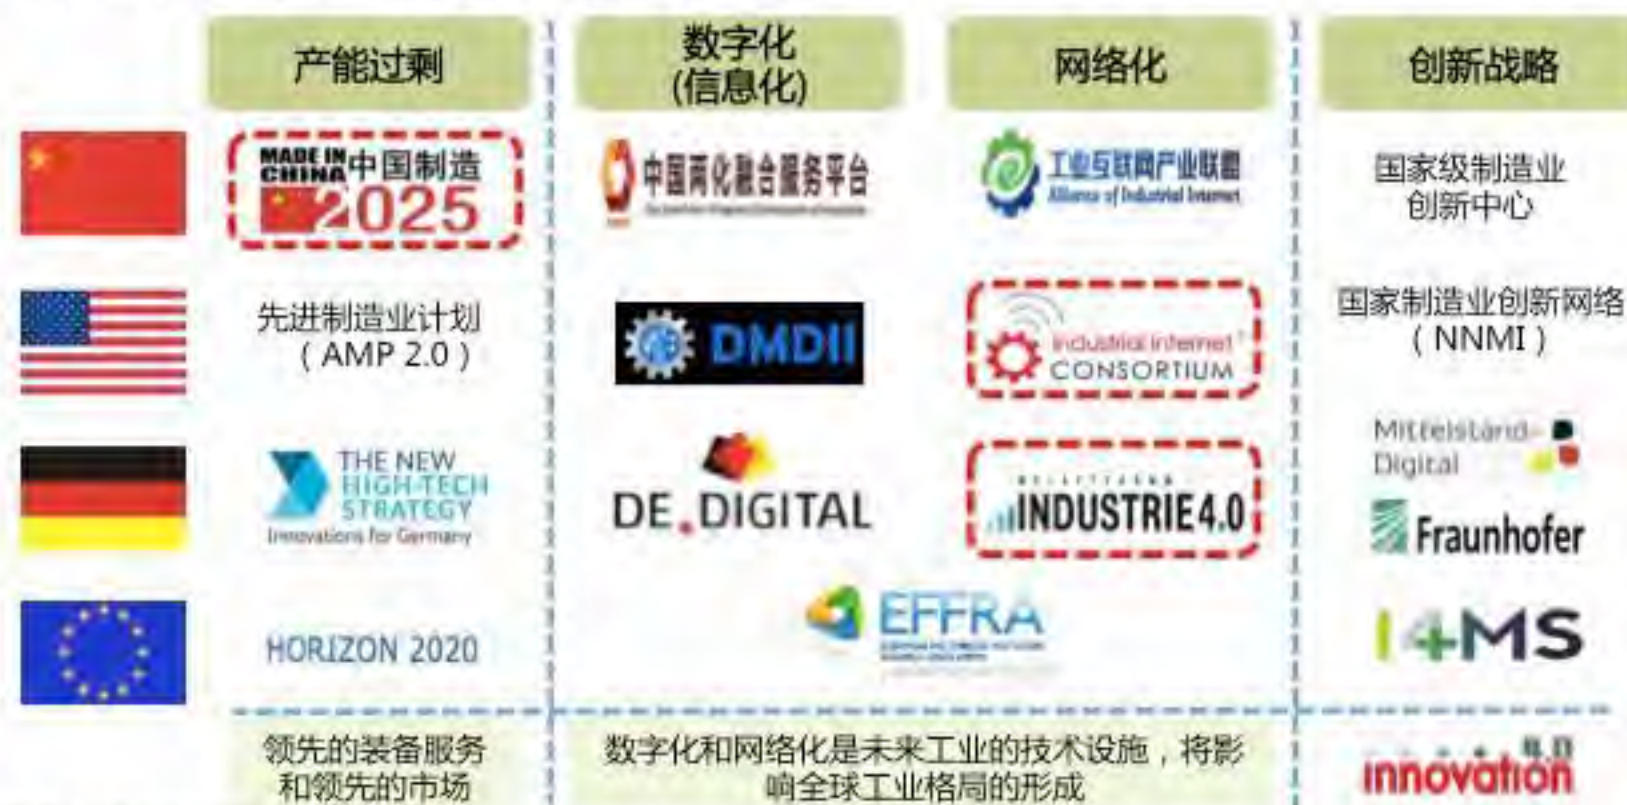 产能过剩
数字化
(信息化)
网络化
创新战略
MADE IN
CHINA
中国制造
2025
中国两化融合服务平台
工业互联网产业联盟
Alliance of Industrial Internet
国家级制造业
创新中心
先进制造业计划
（AMP 2.0）
DMDII
industrial internet
CONSORTIUM
国家制造业创新网络
（NNMI）
THE NEW
HIGH-TECH
STRATEGY
Innovations for Germany
DE.DIGITAL
INDUSTRIE4.0
Mittelstand-
Digital
Fraunhofer
HORIZON 2020
EFFRA
I4MS
领先的装备服务
和领先的市场
数字化和网络化是未来工业的技术设施，将影
响全球工业格局的形成
innovation